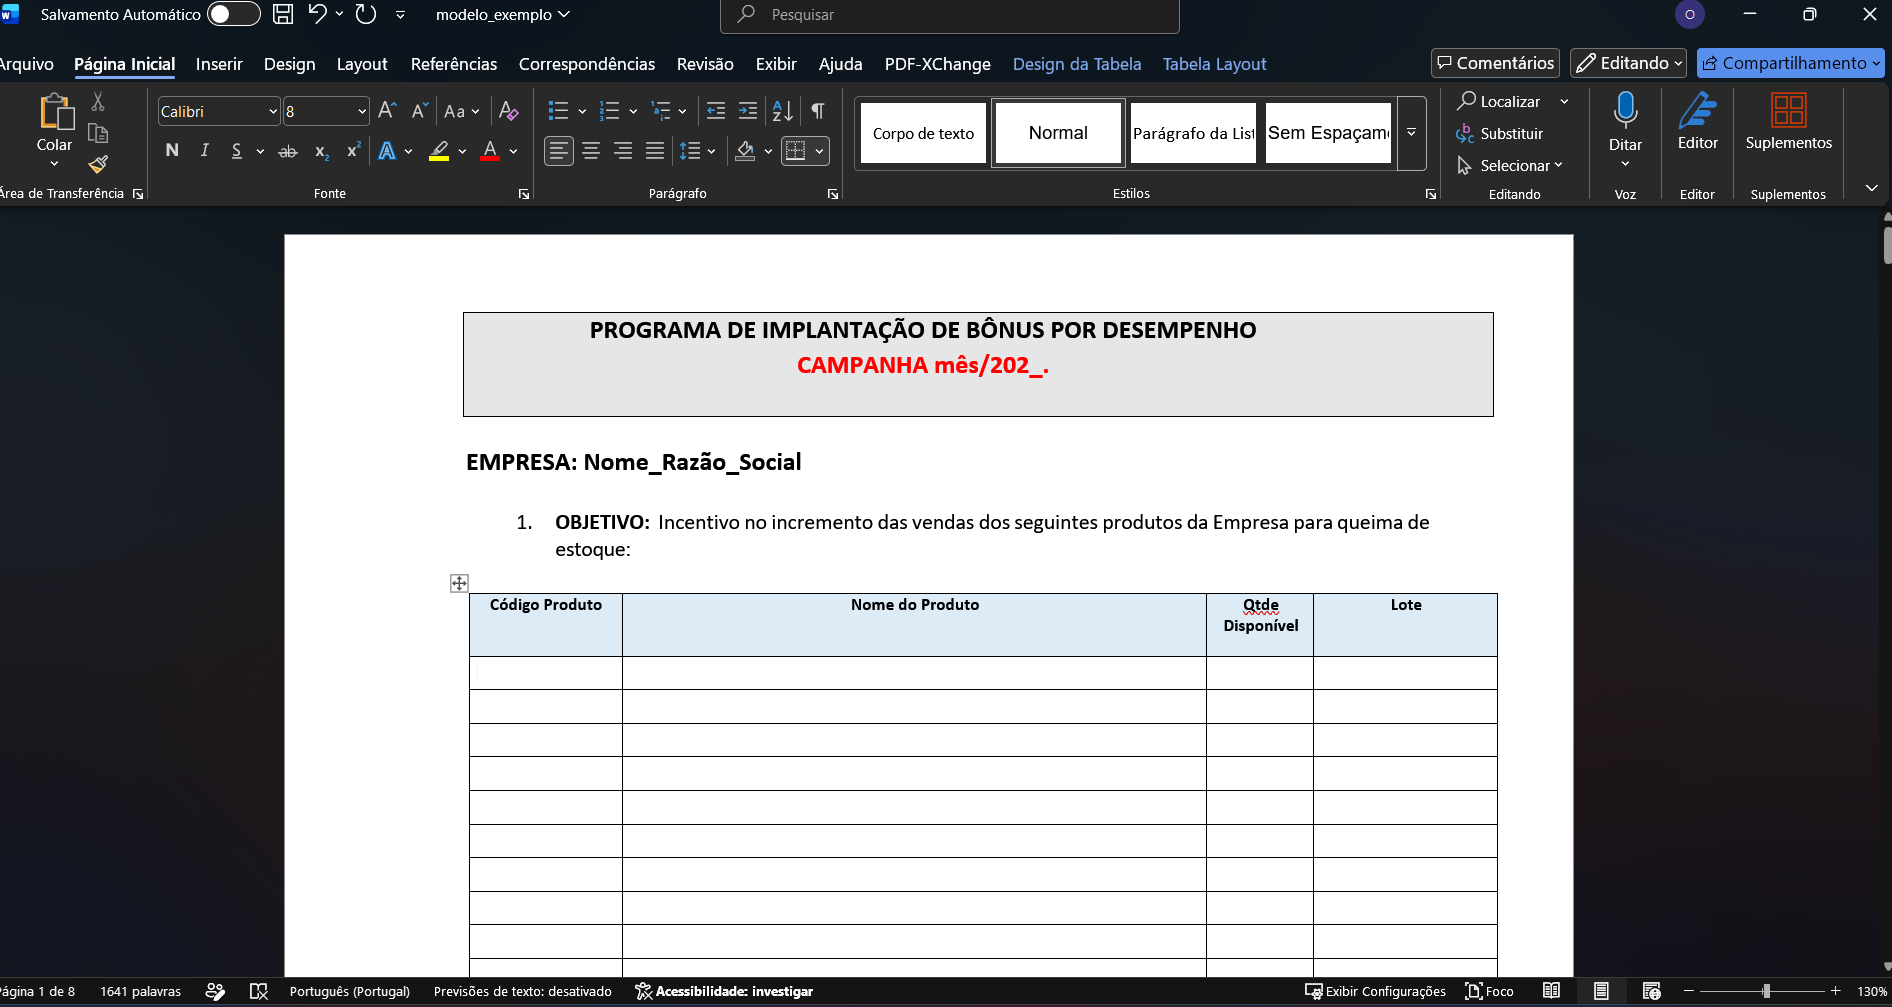 Salvamento Automático
modelo_exemplo
Pesquisar
O
Arquivo Página Inicial Inserir Design Layout Referências Correspondências Revisão Exibir Ajuda PDF-XChange Design da Tabela Tabela Layout
Comentários Editando Compartilhamento
Colar
Área de Transferência
Calibri 8
Fonte
Parágrafo
Corpo de texto Normal Parágrafo da List Sem Espaçam
Estilos
Localizar
Substituir
Selecionar
Editando
Ditar
Voz
Editor
Editor
Suplementos
Suplementos
PROGRAMA DE IMPLANTAÇÃO DE BÔNUS POR DESEMPENHO
CAMPANHA mês/202_.
EMPRESA: Nome_Razão_Social
1. OBJETIVO: Incentivo no incremento das vendas dos seguintes produtos da Empresa para queima de
estoque:
Código Produto Nome do Produto Qtde Disponível Lote
Página 1 de 8 1641 palavras Português (Portugal) Previsões de texto: desativado Acessibilidade: investigar Exibir Configurações Foco 130%